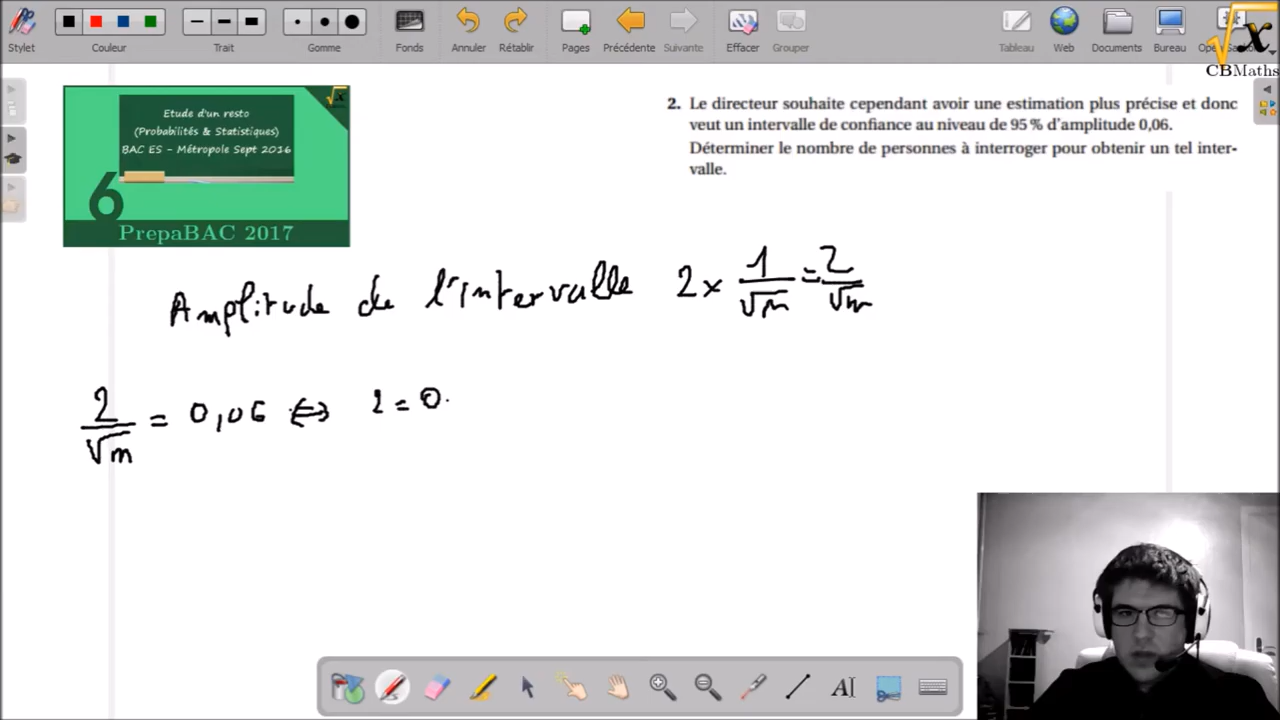 Stylet
Couleur
Trait
Gomme
Fonds
Annuler
Rétablir
Pages
Précédente
Suivante
Effacer
Grouper
Tableau
Web
Documents
Bureau
CBMaths
Etude d'un resto
(Probabilités & Statistiques)
BAC ES - Métropole Sept 2016
6
PrepaBAC 2017
2. Le directeur souhaite cependant avoir une estimation plus précise et donc
veut un intervalle de confiance au niveau de 95 % d'amplitude 0,06.
Déterminer le nombre de personnes à interroger pour obtenir un tel inter-
valle.
Amplitude de l'intervalle 2 × 1/√n = 2/√n
2/√n = 0,06 ⇔ 2 = 0.